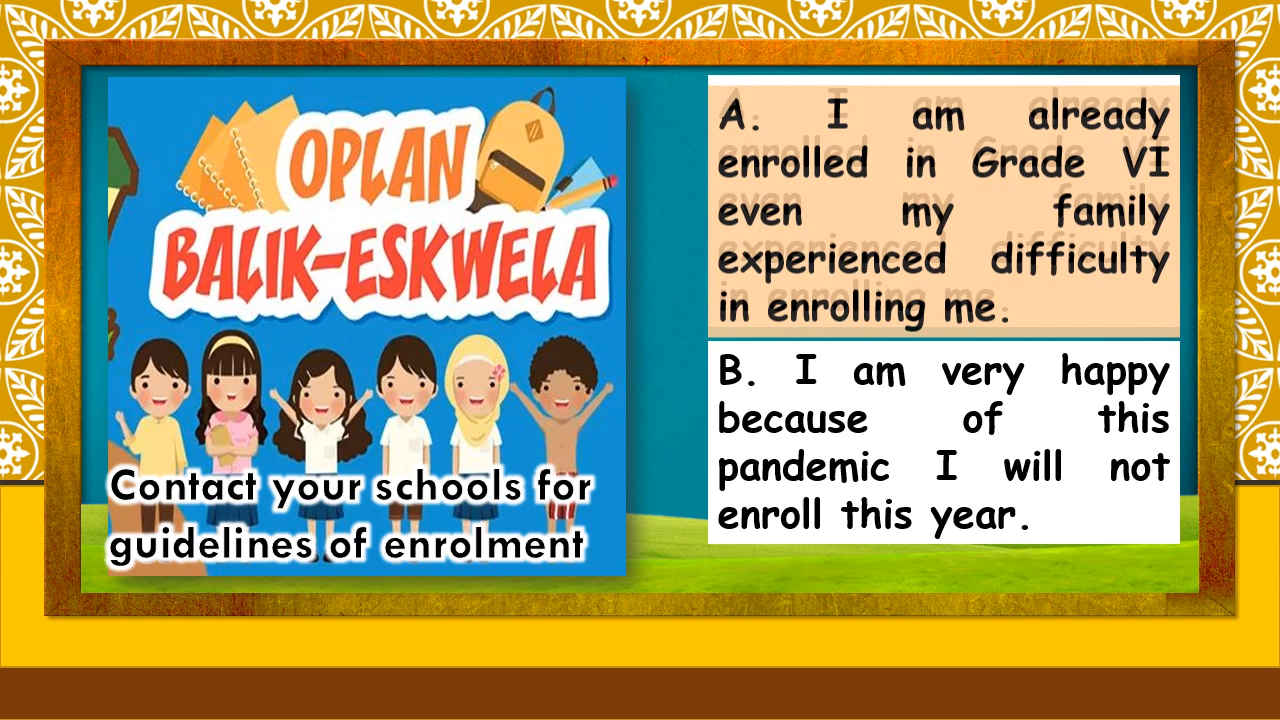 OPLAN
BALIK-ESKWELA
Contact your schools for
guidelines of enrolment
A. I am already
enrolled in Grade VI
even my family
experienced difficulty
in enrolling me.
B. I am very happy
because of this
pandemic I will not
enroll this year.